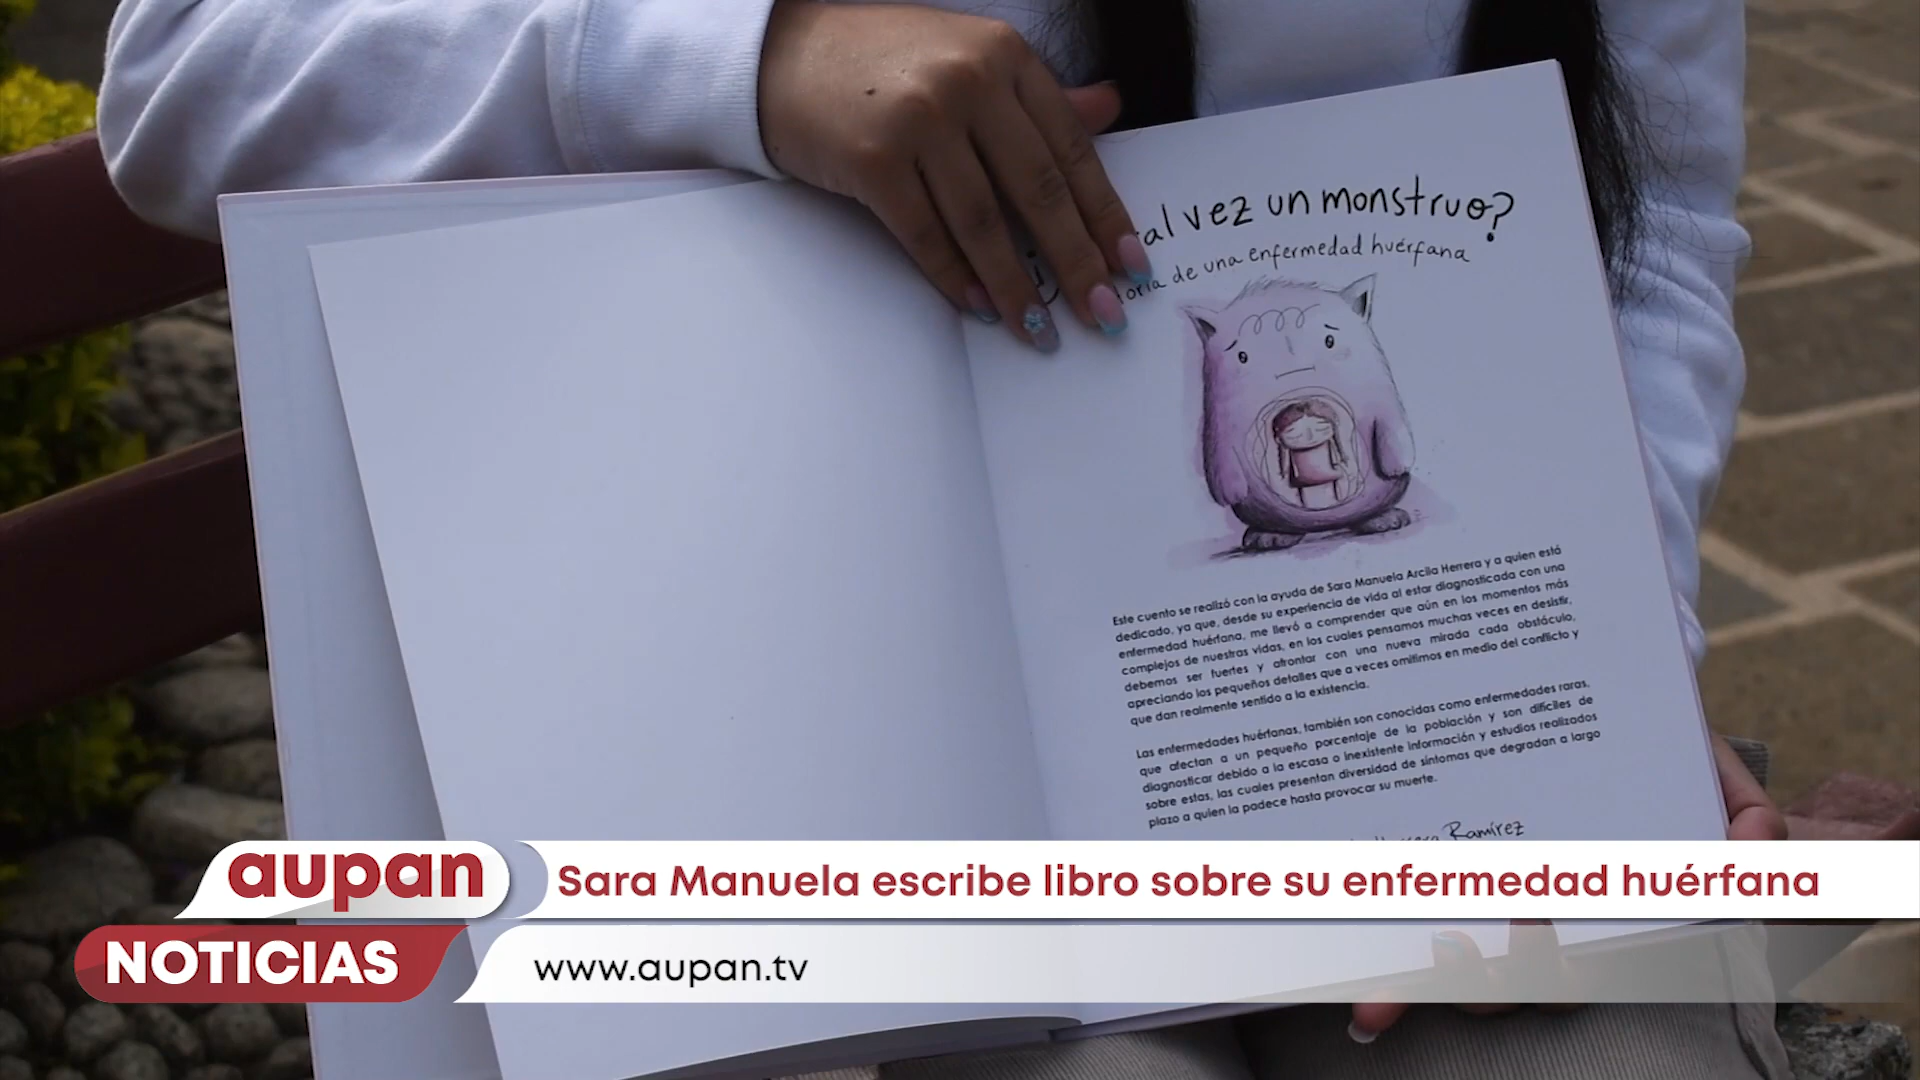 al vez un monstruo?
de una enfermedad huérfana
Este cuento se realizó con la ayuda de Sara Manuela Arcila Herrera y a quien está
dedicado, ya que, desde su experiencia de vida al estar diagnosticada con una
enfermedad huérfana, me llevó a comprender que aún en los momentos más
complejos de nuestras vidas, en los cuales pensamos muchas veces en desistir,
debemos ser fuertes y afrontar con una nueva mirada cada obstáculo,
apreciando los pequeños detalles que a veces omitimos en medio del conflicto y
que dan realmente sentido a la existencia.
Las enfermedades huérfanas, también son conocidas como enfermedades raras,
que afectan a un pequeño porcentaje de la población y son difíciles de
diagnosticar debido a la escasa o inexistente información y estudios realizados
sobre estas, las cuales presentan diversidad de síntomas que degradan a largo
plazo a quien la padece hasta provocar su muerte.
Ramírez
aupan
NOTICIAS
Sara Manuela escribe libro sobre su enfermedad huérfana
www.aupan.tv